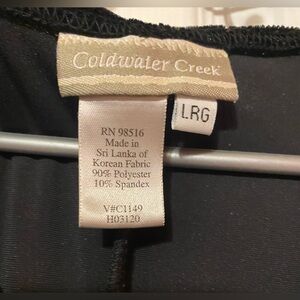 Coldwater Creek
LRG
RN 98516
Made in
Sri Lanka of
Korean Fabric
90% Polyester
10% Spandex
V#C1149
H03120